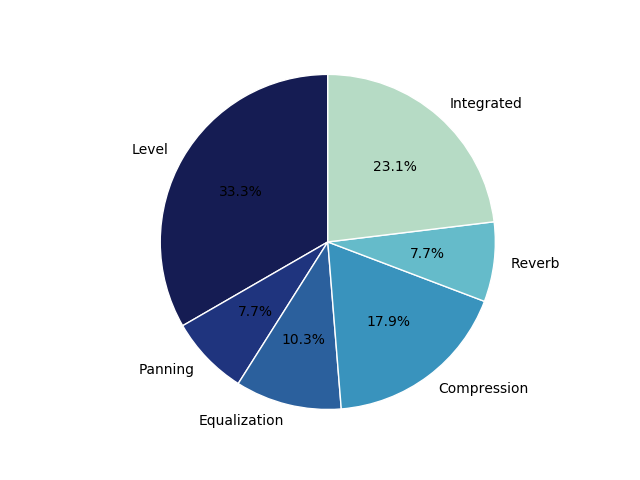 Integrated
Level
23.1%
33.3%
7.7%
Reverb
7.7%
17.9%
10.3%
Panning
Compression
Equalization